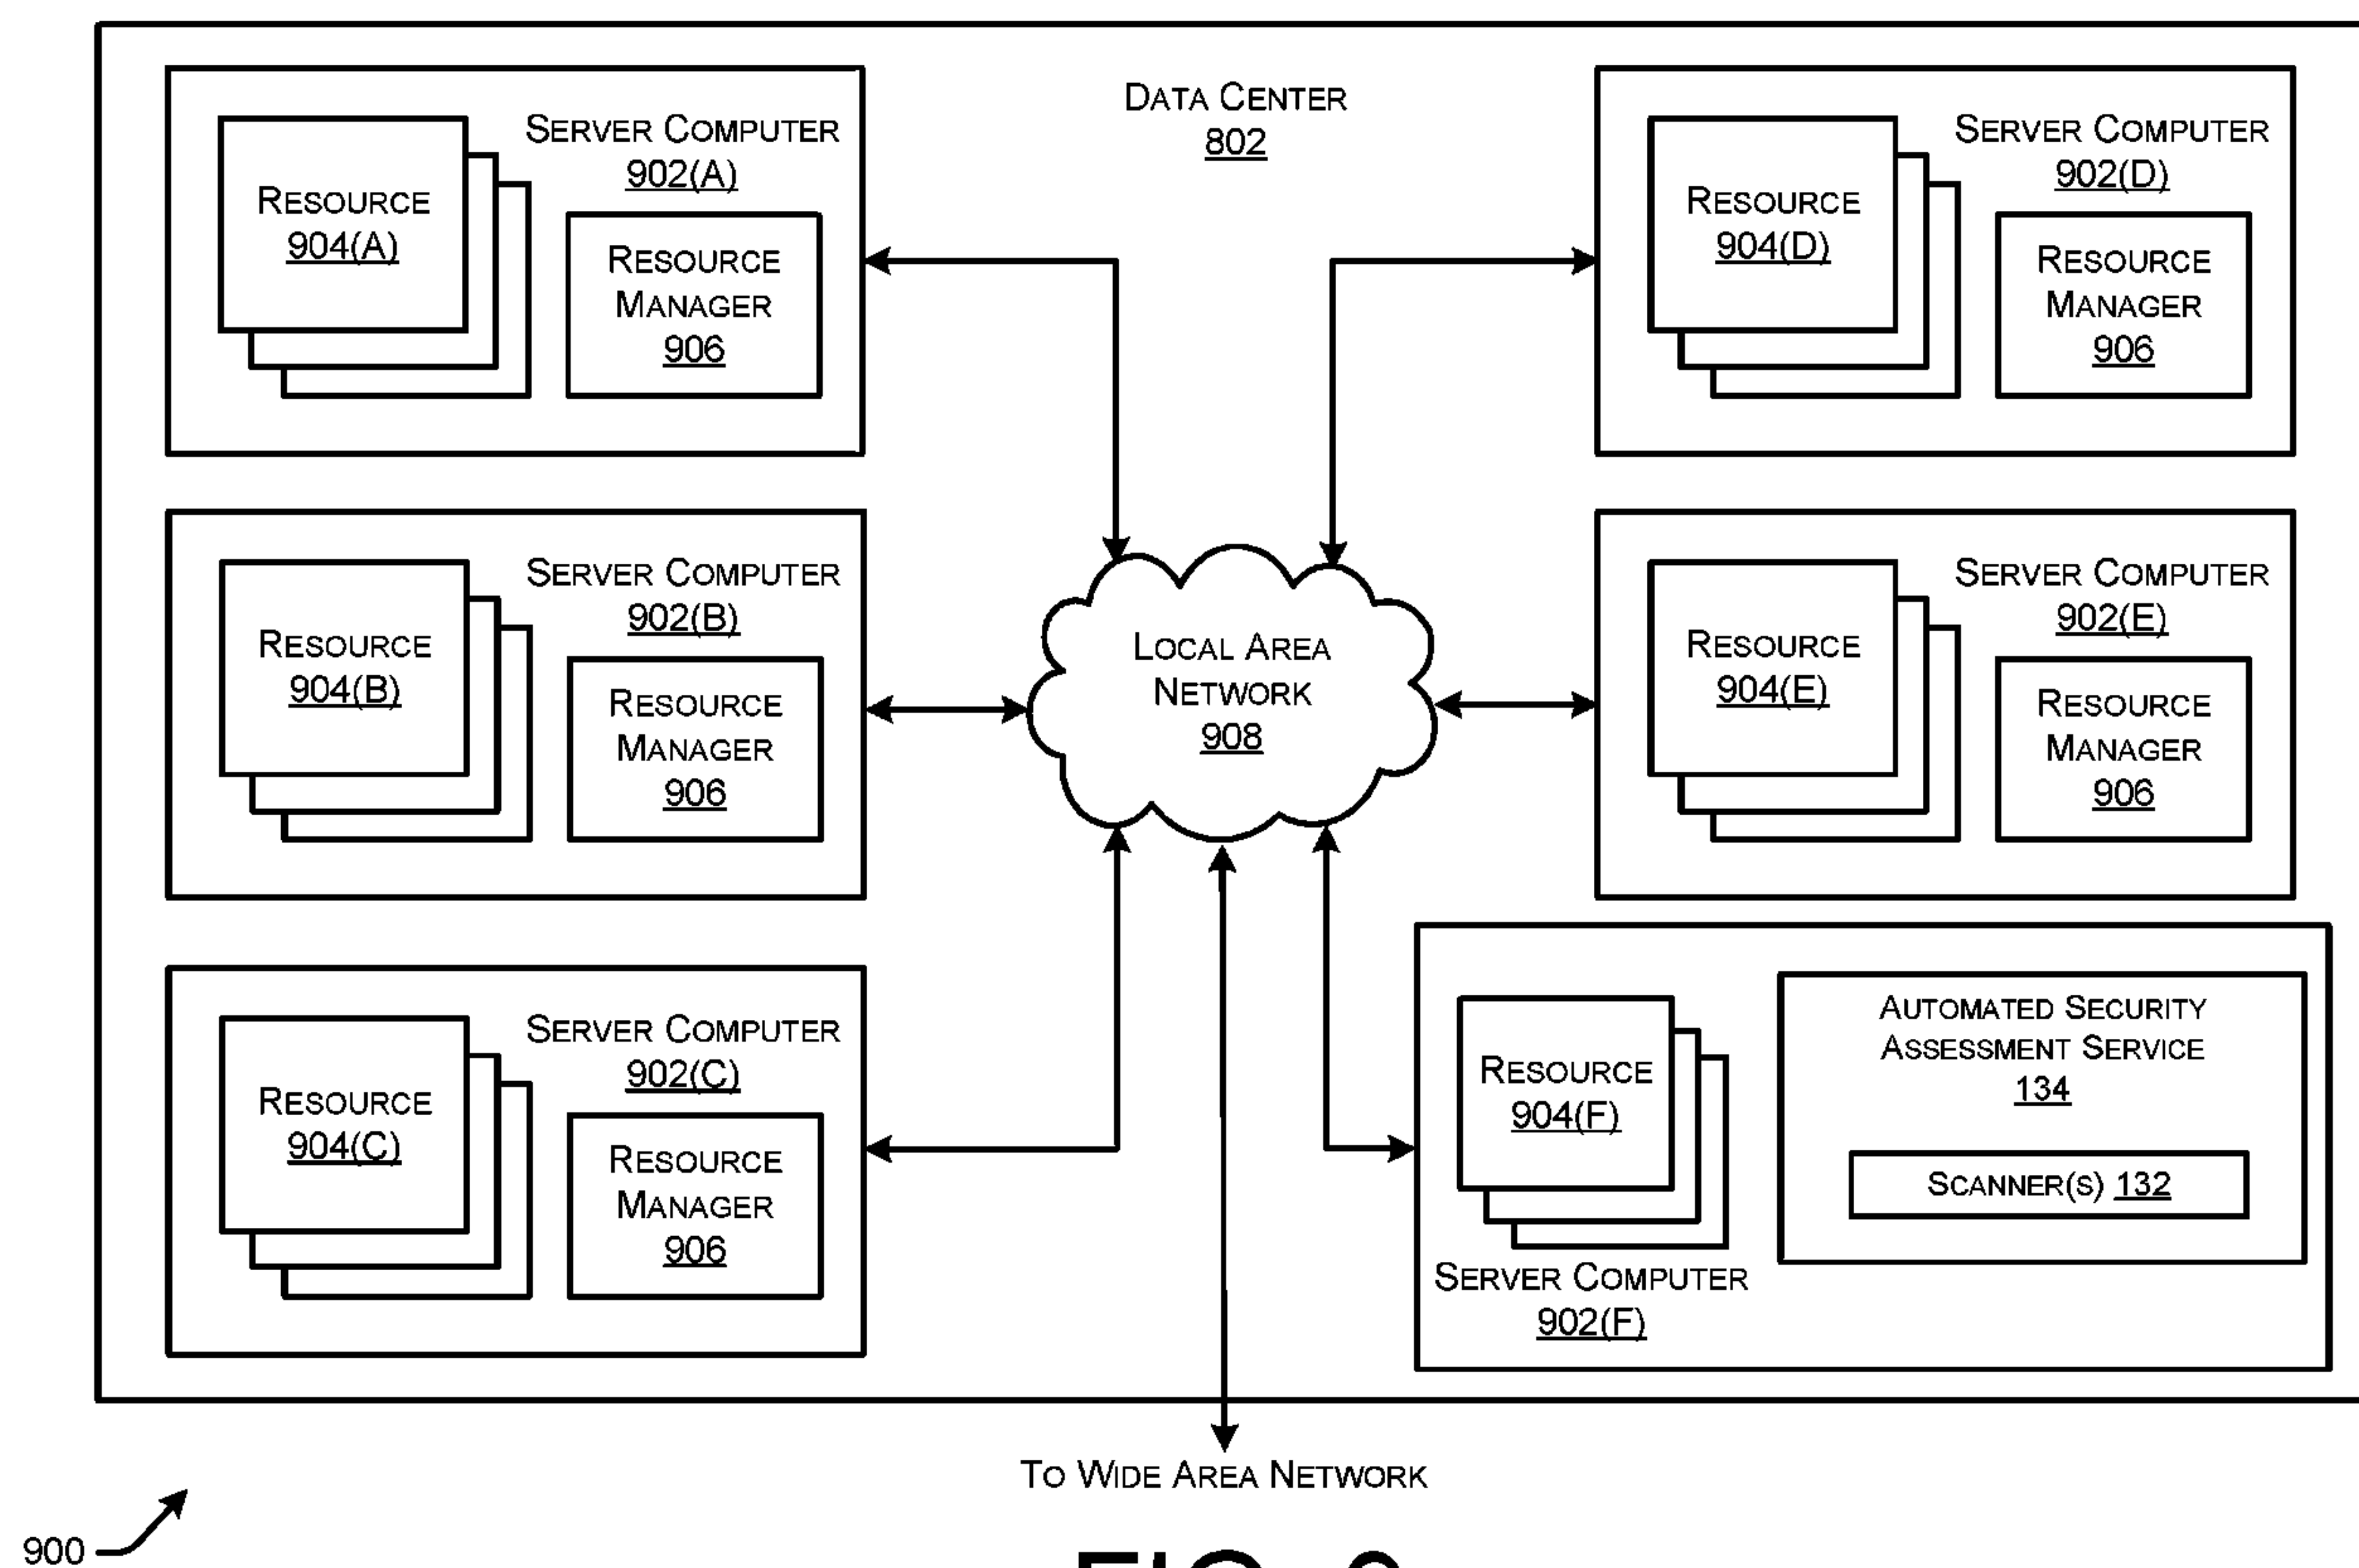 DATA CENTER
802
SERVER COMPUTER
902(A)
RESOURCE
904(A)
RESOURCE
MANAGER
906
SERVER COMPUTER
902(B)
RESOURCE
904(B)
RESOURCE
MANAGER
906
SERVER COMPUTER
902(C)
RESOURCE
904(C)
RESOURCE
MANAGER
906
LOCAL AREA
NETWORK
908
SERVER COMPUTER
902(D)
RESOURCE
904(D)
RESOURCE
MANAGER
906
SERVER COMPUTER
902(E)
RESOURCE
904(E)
RESOURCE
MANAGER
906
RESOURCE
904(F)
SERVER COMPUTER
902(F)
AUTOMATED SECURITY
ASSESSMENT SERVICE
134
SCANNER(S) 132
TO WIDE AREA NETWORK
900
FIG.